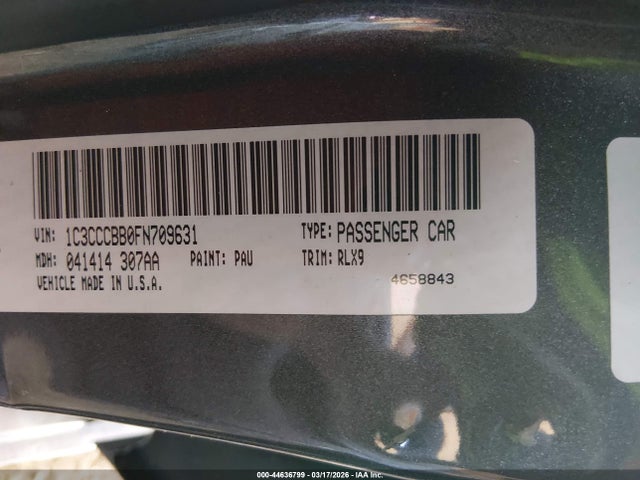 VIN: 1C3CCCBB0FN709631 TYPE: PASSENGER CAR
MDH: 041414 307AA PAINT: PAU TRIM: RLX9
VEHICLE MADE IN U.S.A. 4658843
000-44636799 — 03/17/2026 — IAA Inc.